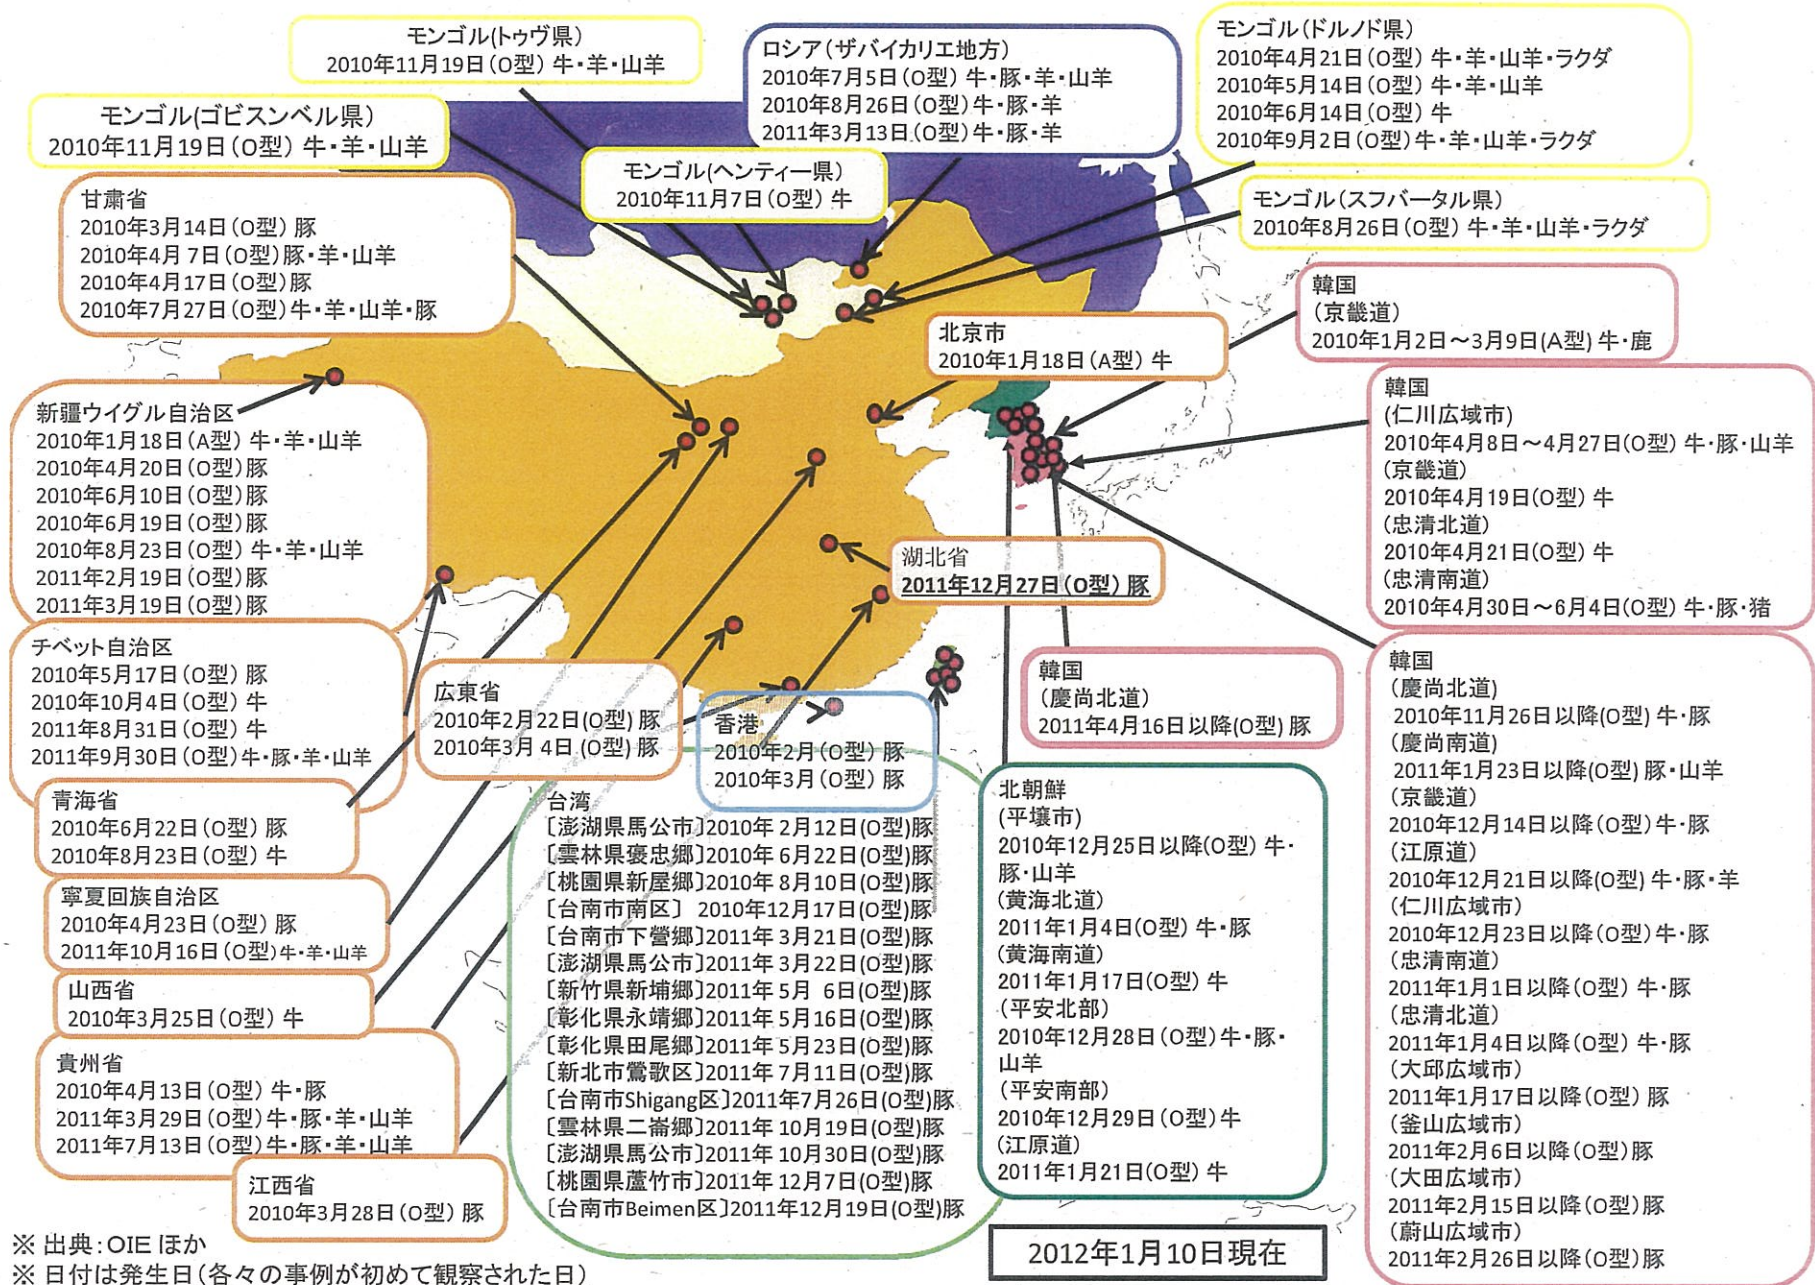 モンゴル(トゥヴ県)
2010年11月19日(O型) 牛・羊・山羊
ロシア(ザバイカリエ地方)
2010年7月5日(O型) 牛・豚・羊・山羊
2010年8月26日(O型)牛・豚・羊
2011年3月13日(O型)牛・豚・羊
モンゴル(ドルノド県)
2010年4月21日(O型) 牛・羊・山羊・ラクダ
2010年5月14日(O型) 牛・羊・山羊
2010年6月14日(O型) 牛
2010年9月2日(O型)牛・羊・山羊・ラクダ
モンゴル(ゴビスンベル県)
2010年11月19日(O型) 牛・羊・山羊
モンゴル(ヘンティー県)
2010年11月7日(O型) 牛
モンゴル(スフバータル県)
2010年8月26日(O型) 牛・羊・山羊・ラクダ
甘粛省
2010年3月14日(O型) 豚
2010年4月 7日(O型)豚・羊・山羊
2010年4月17日(O型)豚
2010年7月27日(O型)牛・羊・山羊・豚
韓国
(京畿道)
2010年1月2日～3月9日(A型) 牛・鹿
北京市
2010年1月18日(A型) 牛
新疆ウイグル自治区
2010年1月18日(A型) 牛・羊・山羊
2010年4月20日(O型)豚
2010年6月10日(O型)豚
2010年6月19日(O型)豚
2010年8月23日(O型) 牛・羊・山羊
2011年2月19日(O型)豚
2011年3月19日(O型)豚
韓国
(仁川広域市)
2010年4月8日～4月27日(O型) 牛・豚・山羊
(京畿道)
2010年4月19日(O型) 牛
(忠清北道)
2010年4月21日(O型) 牛
(忠清南道)
2010年4月30日～6月4日(O型) 牛・豚・猪
湖北省
2011年12月27日(O型)豚
チベット自治区
2010年5月17日(O型) 豚
2010年10月4日(O型) 牛
2011年8月31日(O型) 牛
2011年9月30日(O型)牛・豚・羊・山羊
広東省
2010年2月22日(O型) 豚
2010年3月 4日(O型) 豚
香港
2010年2月(O型) 豚
2010年3月(O型) 豚
韓国
(慶尚北道)
2011年4月16日以降(O型) 豚
青海省
2010年6月22日(O型) 豚
2010年8月23日(O型) 牛
寧夏回族自治区
2010年4月23日(O型) 豚
2011年10月16日(O型)牛・羊・山羊
山西省
2010年3月25日(O型) 牛
貴州省
2010年4月13日(O型) 牛・豚
2011年3月29日(O型)牛・豚・羊・山羊
2011年7月13日(O型)牛・豚・羊・山羊
江西省
2010年3月28日(O型) 豚
台湾
〔澎湖県馬公市〕2010年 2月12日(O型)豚
〔雲林県褒忠郷〕2010年 6月22日(O型)豚
〔桃園県新屋郷〕2010年 8月10日(O型)豚
〔台南市南区〕 2010年12月17日(O型)豚
〔台南市下營郷〕2011年 3月21日(O型)豚
〔澎湖県馬公市〕2011年 3月22日(O型)豚
〔新竹県新埔郷〕2011年 5月 6日(O型)豚
〔彰化県永靖郷〕2011年 5月16日(O型)豚
〔彰化県田尾郷〕2011年 5月23日(O型)豚
〔新北市鶯歌区〕2011年 7月11日(O型)豚
〔台南市Shigang区〕2011年7月26日(O型)豚
〔雲林県二崙郷〕2011年 10月19日(O型)豚
〔澎湖県馬公市〕2011年 10月30日(O型)豚
〔桃園県蘆竹市〕2011年 12月7日(O型)豚
〔台南市Beimen区〕2011年12月19日(O型)豚
北朝鮮
(平壌市)
2010年12月25日以降(O型) 牛・
豚・山羊
(黄海北道)
2011年1月4日(O型) 牛・豚
(黄海南道)
2011年1月17日(O型) 牛
(平安北部)
2010年12月28日(O型)牛・豚・
山羊
(平安南部)
2010年12月29日(O型)牛
(江原道)
2011年1月21日(O型) 牛
韓国
(慶尚北道)
2010年11月26日以降(O型) 牛・豚
(慶尚南道)
2011年1月23日以降(O型) 豚・山羊
(京畿道)
2010年12月14日以降(O型)牛・豚
(江原道)
2010年12月21日以降(O型) 牛・豚・羊
(仁川広域市)
2010年12月23日以降(O型)牛・豚
(忠清南道)
2011年1月1日以降(O型) 牛・豚
(忠清北道)
2011年1月4日以降(O型) 牛・豚
(大邱広域市)
2011年1月17日以降(O型) 豚
(釜山広域市)
2011年2月6日以降(O型)豚
(大田広域市)
2011年2月15日以降(O型)豚
(蔚山広域市)
2011年2月26日以降(O型)豚
2012年1月10日現在
※ 出典:OIE ほか
※ 日付は発生日(各々の事例が初めて観察された日)